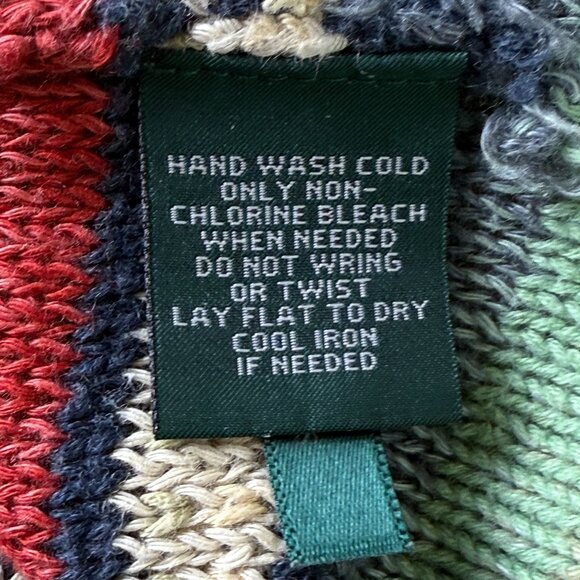 HAND WASH COLD
ONLY NON-
CHLORINE BLEACH
WHEN NEEDED
DO NOT WRING
OR TWIST
LAY FLAT TO DRY
COOL IRON
IF NEEDED